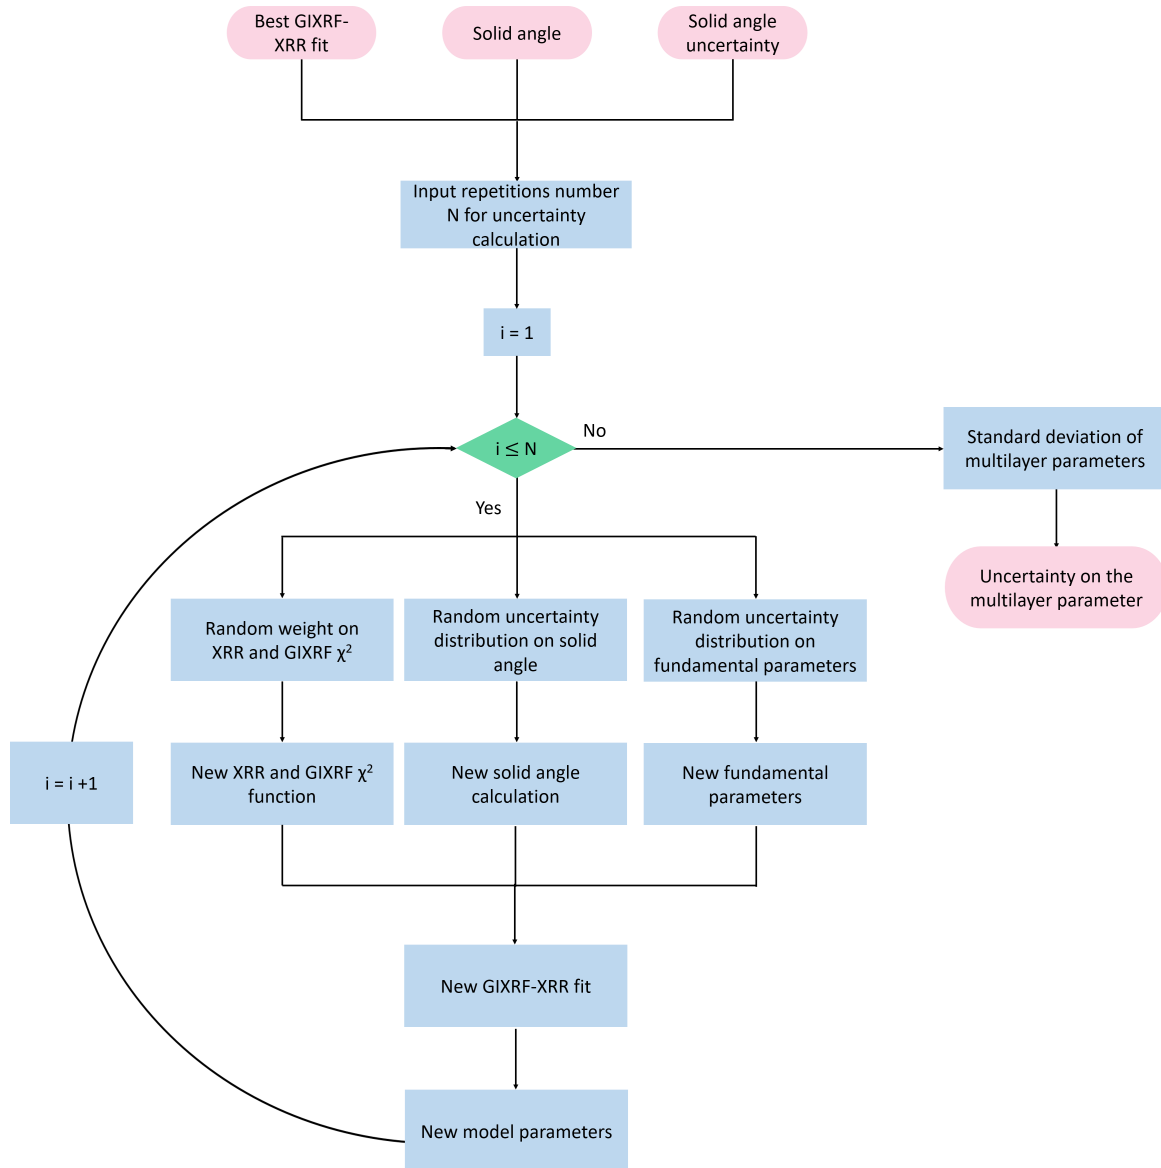 Best GIXRF-
XRR fit
Solid angle
Solid angle
uncertainty
Input repetitions number
N for uncertainty
calculation
i = 1
i ≤ N
No
Yes
Standard deviation of
multilayer parameters
Uncertainty on the
multilayer parameter
Random weight on
XRR and GIXRF χ²
Random uncertainty
distribution on solid
angle
Random uncertainty
distribution on
fundamental parameters
i = i +1
New XRR and GIXRF χ²
function
New solid angle
calculation
New fundamental
parameters
New GIXRF-XRR fit
New model parameters